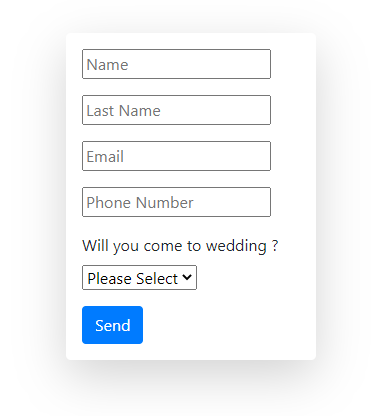 Name
Last Name
Email
Phone Number
Will you come to wedding ?
Please Select
Send